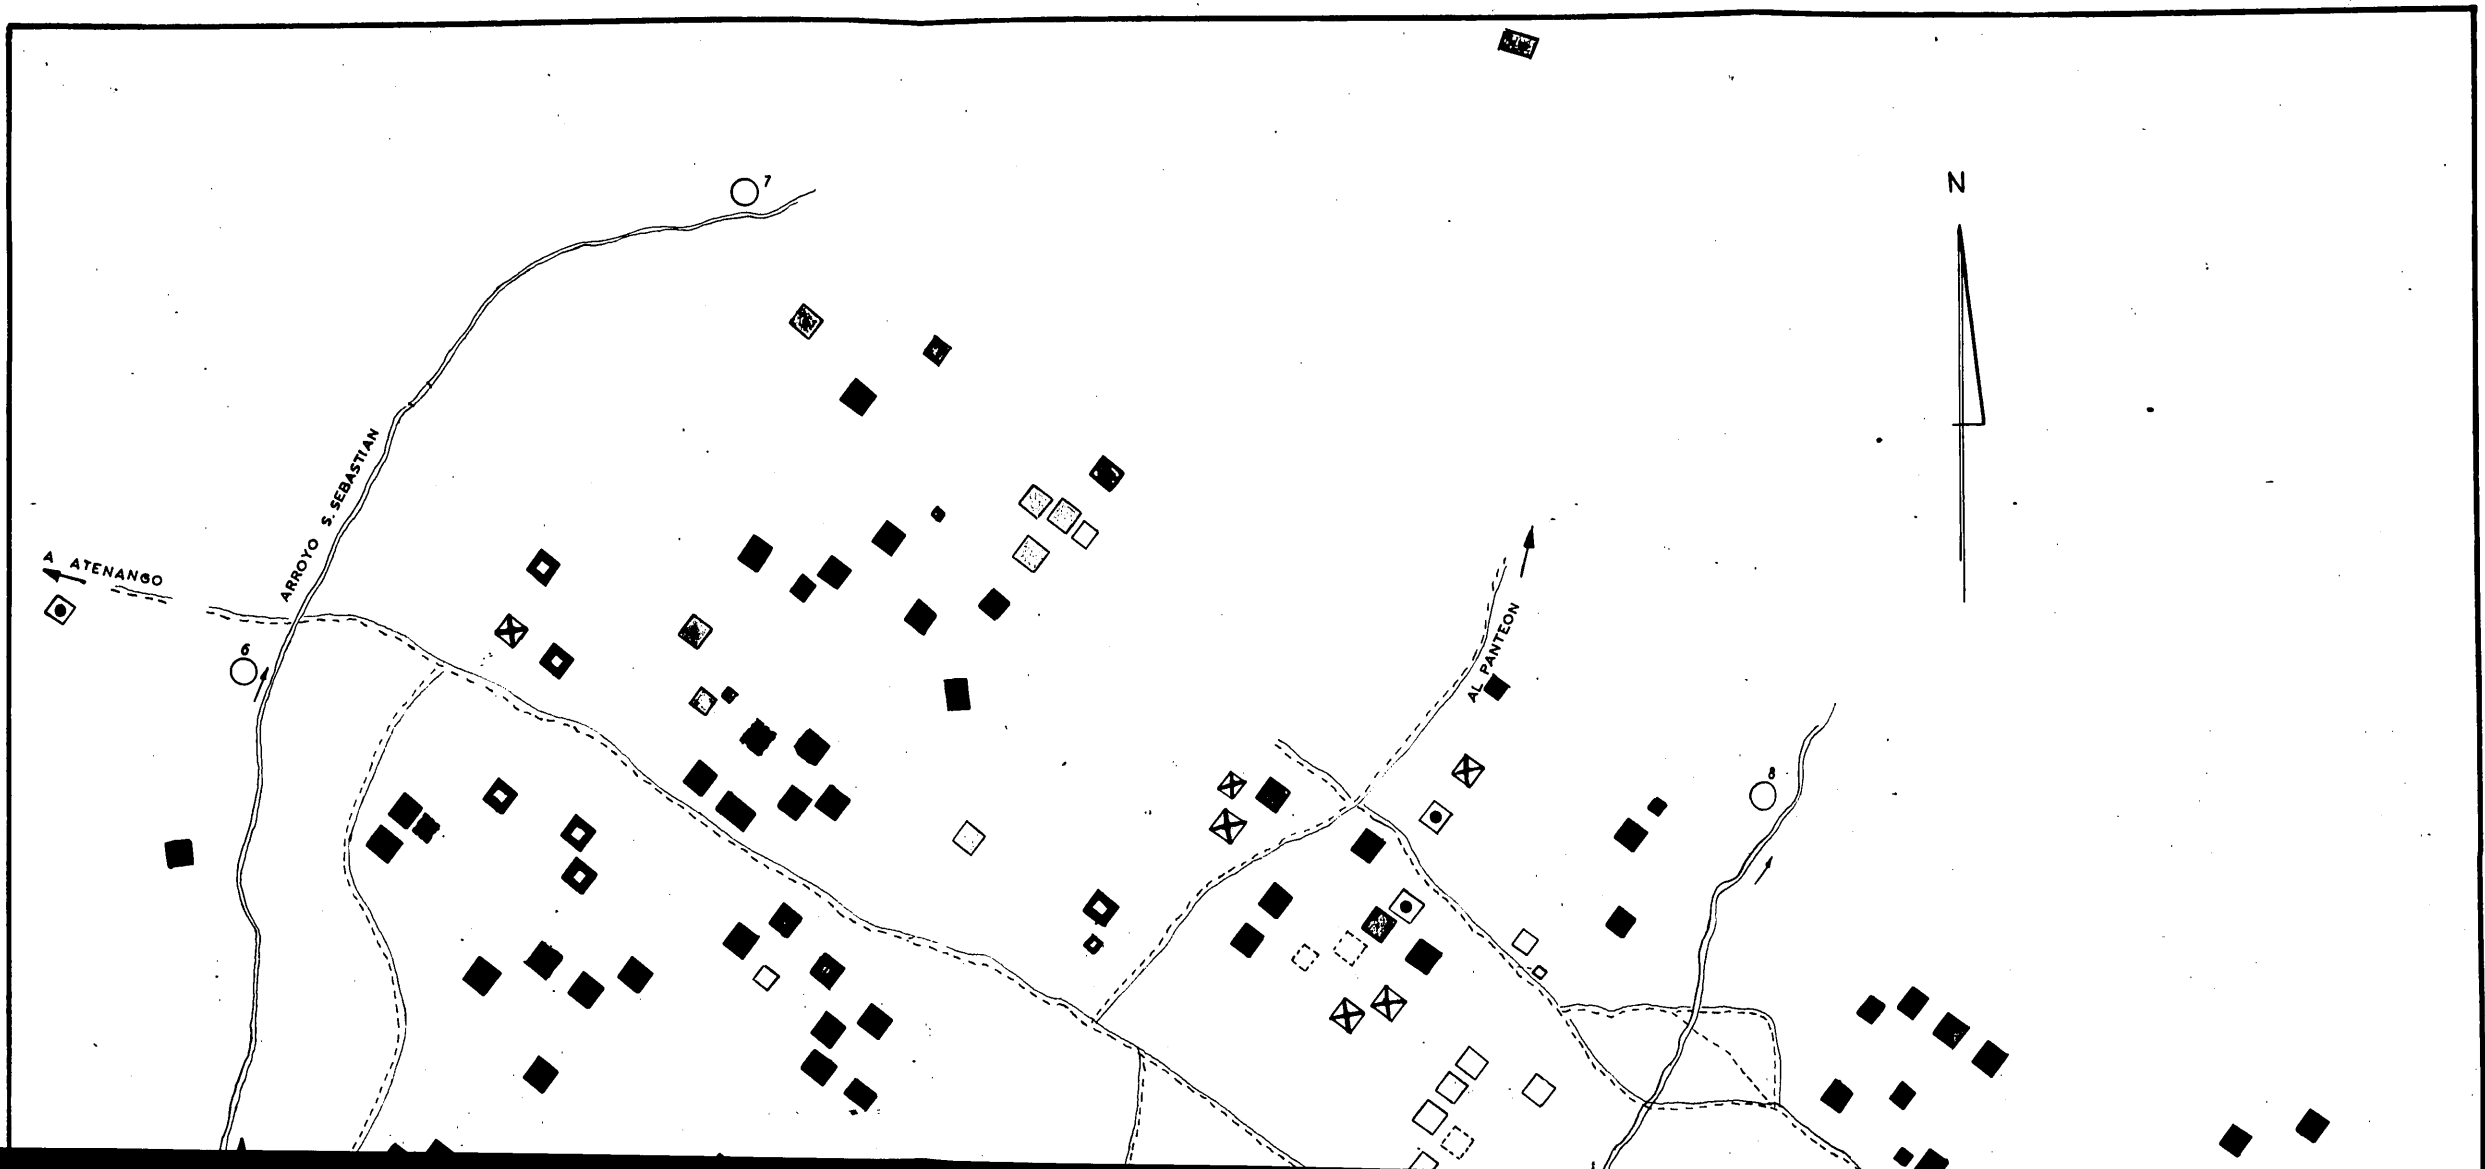 7
N
ARROYO S. SEBASTIAN
A ATENANGO
6
AL PANTEON
8